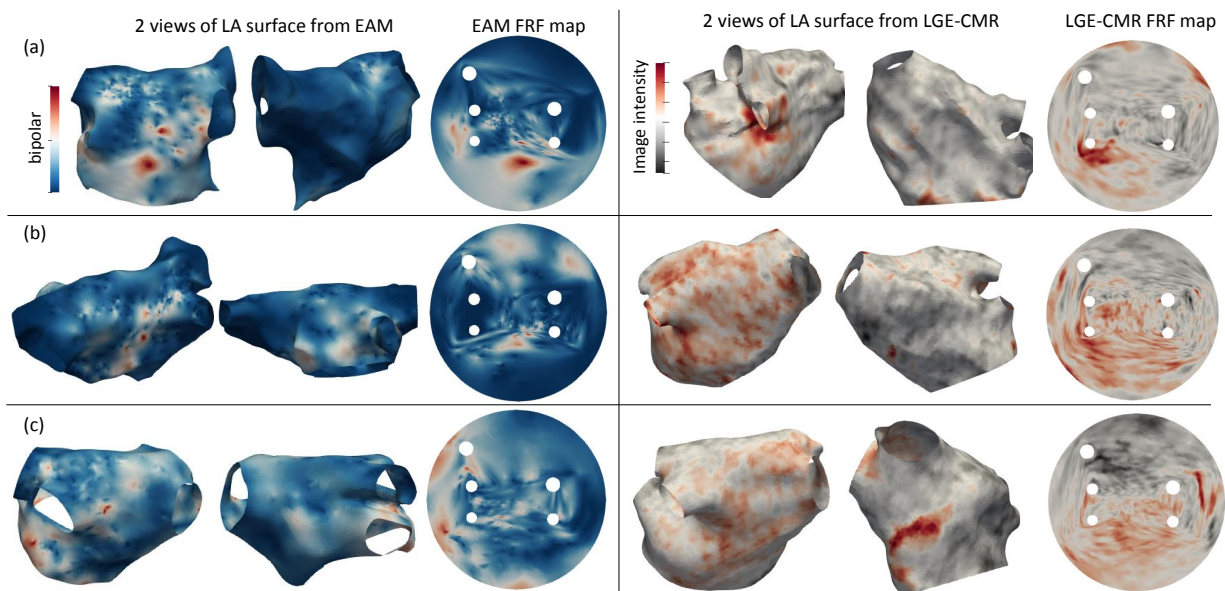 2 views of LA surface from EAM
EAM FRF map
2 views of LA surface from LGE-CMR
LGE-CMR FRF map
(a)
bipolar
Image intensity
(b)
(c)